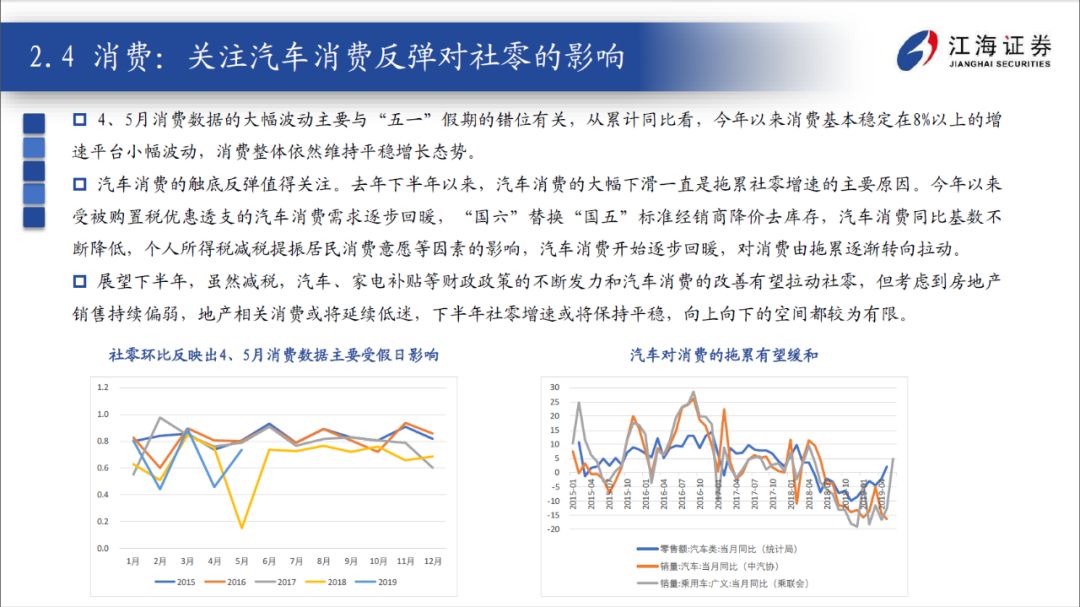 2.4 消费：关注汽车消费反弹对社零的影响
江海证券
JIANGHAI SECURITIES
4、5月消费数据的大幅波动主要与“五一”假期的错位有关，从累计同比看，今年以来消费基本稳定在8%以上的增
速平台小幅波动，消费整体依然维持平稳增长态势。
汽车消费的触底反弹值得关注。去年下半年以来，汽车消费的大幅下滑一直是拖累社零增速的主要原因。今年以来
受被购置税优惠透支的汽车消费需求逐步回暖，“国六”替换“国五”标准经销商降价去库存，汽车消费同比基数不
断降低，个人所得税减税提振居民消费意愿等因素的影响，汽车消费开始逐步回暖，对消费由拖累逐渐转向拉动。
展望下半年，虽然减税，汽车、家电补贴等财政政策的不断发力和汽车消费的改善有望拉动社零，但考虑到房地产
销售持续偏弱，地产相关消费或将延续低迷，下半年社零增速或将保持平稳，向上向下的空间都较为有限。
社零环比反映出4、5月消费数据主要受假日影响
1.2
1.0
0.8
0.6
0.4
0.2
0.0
1月 2月 3月 4月 5月 6月 7月 8月 9月 10月 11月 12月
2015 2016 2017 2018 2019
汽车对消费的拖累有望缓和
30
25
20
15
10
5
0
-5
-10
-15
-20
2015-01 2015-04 2015-10 2016-01 2016-04 2016-07 2016-10 2017-04 2017-07 2017-10 2018-01 2018-04
零售额:汽车类:当月同比（统计局）
销量:汽车:当月同比（中汽协）
销量:乘用车:广义:当月同比（乘联会）